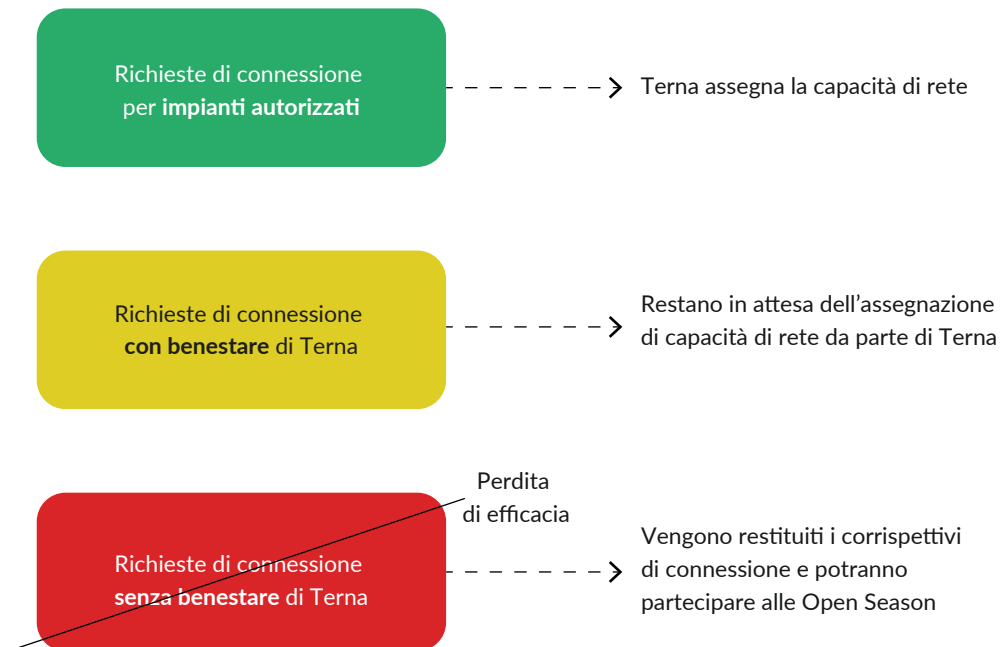 Richieste di connessione
per impianti autorizzati
Terna assegna la capacità di rete
Richieste di connessione
con benestare di Terna
Restano in attesa dell’assegnazione
di capacità di rete da parte di Terna
Perdita
di efficacia
Richieste di connessione
senza benestare di Terna
Vengono restituiti i corrispettivi
di connessione e potranno
partecipare alle Open Season